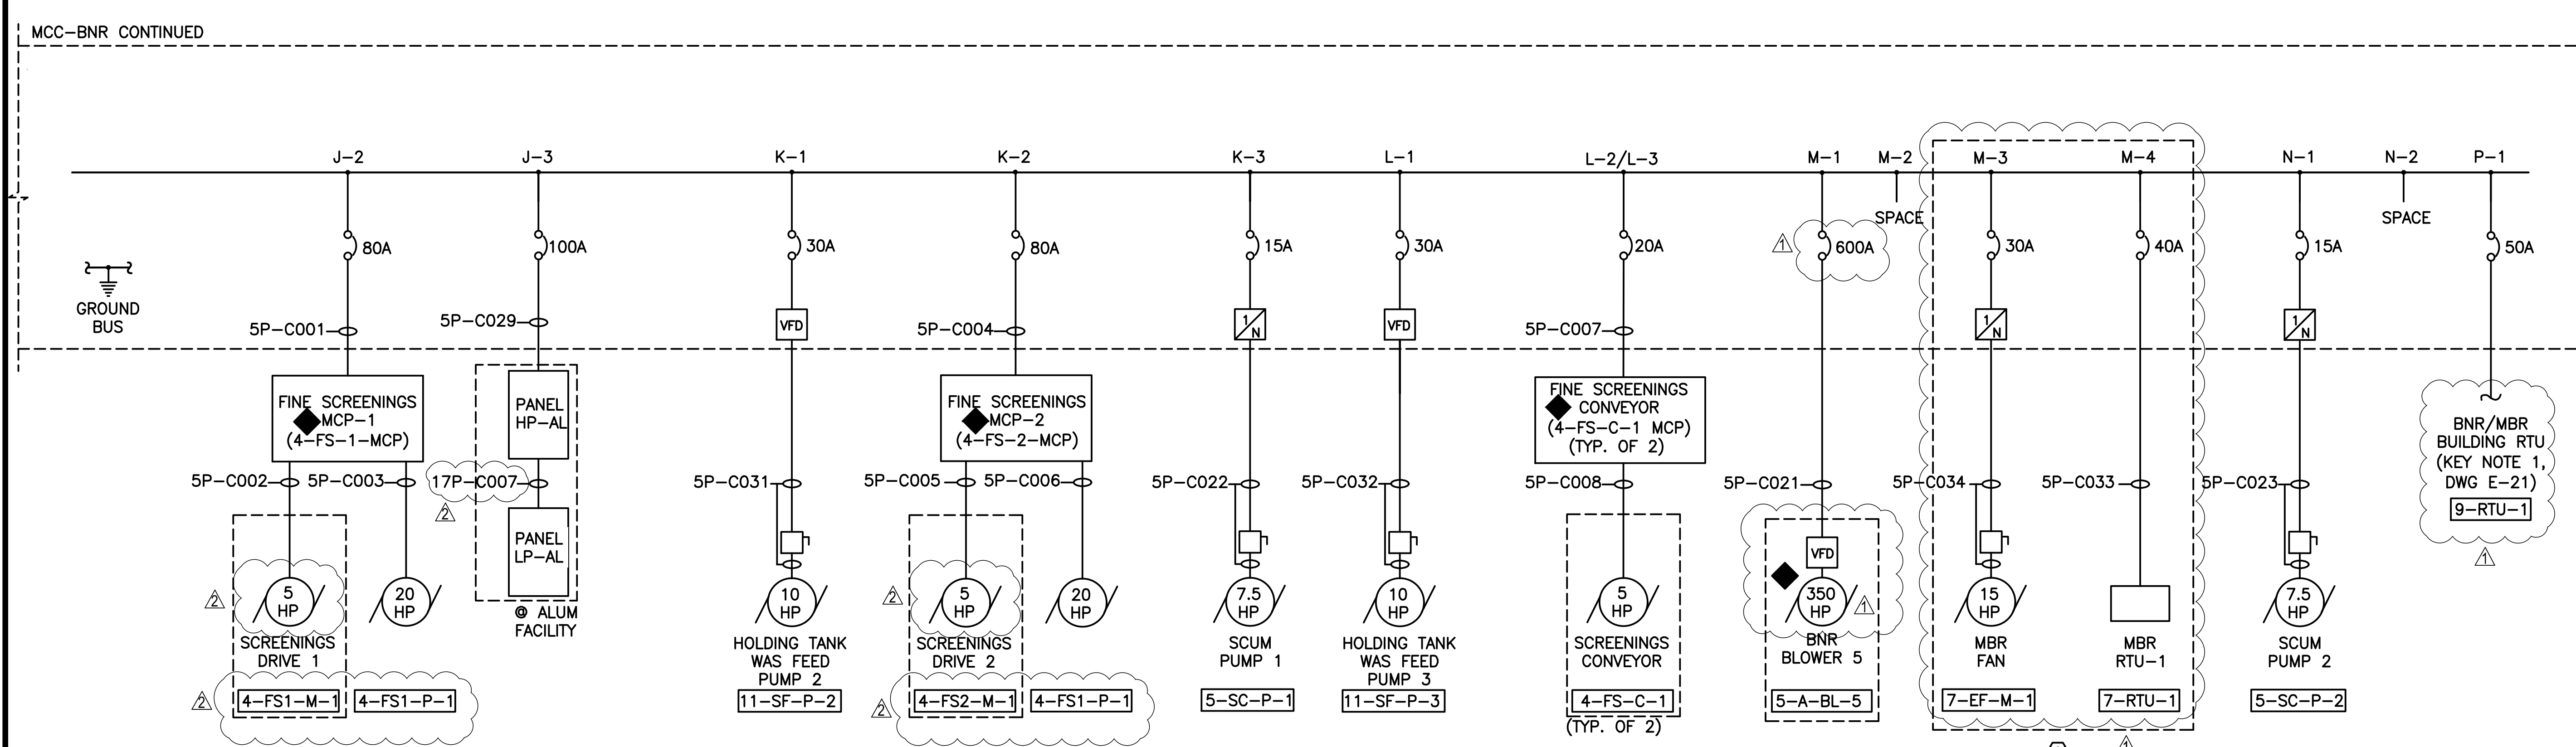 MCC-BNR CONTINUED
J-2
J-3
K-1
K-2
K-3
L-1
L-2/L-3
M-1
M-2
M-3
M-4
N-1
N-2
P-1
SPACE
SPACE
80A
100A
30A
80A
15A
30A
20A
1
600A
30A
40A
15A
50A
GROUND
BUS
5P-C001
5P-C029
VFD
5P-C004
1
N
VFD
5P-C007
1
N
1
N
FINE SCREENINGS
MCP-1
(4-FS-1-MCP)
PANEL
HP-AL
FINE SCREENINGS
MCP-2
(4-FS-2-MCP)
FINE SCREENINGS
CONVEYOR
(4-FS-C-1 MCP)
(TYP. OF 2)
BNR/MBR
BUILDING RTU
(KEY NOTE 1,
DWG E-21)
9-RTU-1
1
5P-C002
5P-C003
17P-C007
2
5P-C031
5P-C005
5P-C006
5P-C022
5P-C032
5P-C008
5P-C021
5P-C034
5P-C033
5P-C023
PANEL
LP-AL
@ ALUM
FACILITY
VFD
2
5
HP
20
HP
10
HP
2
5
HP
20
HP
7.5
HP
10
HP
5
HP
350
HP
1
15
HP
7.5
HP
SCREENINGS
DRIVE 1
HOLDING TANK
WAS FEED
PUMP 2
SCREENINGS
DRIVE 2
SCUM
PUMP 1
HOLDING TANK
WAS FEED
PUMP 3
SCREENINGS
CONVEYOR
BNR
BLOWER 5
MBR
FAN
MBR
RTU-1
SCUM
PUMP 2
2
4-FS1-M-1
4-FS1-P-1
11-SF-P-2
2
4-FS2-M-1
4-FS1-P-1
5-SC-P-1
11-SF-P-3
4-FS-C-1
(TYP. OF 2)
5-A-BL-5
7-EF-M-1
7-RTU-1
5-SC-P-2
1